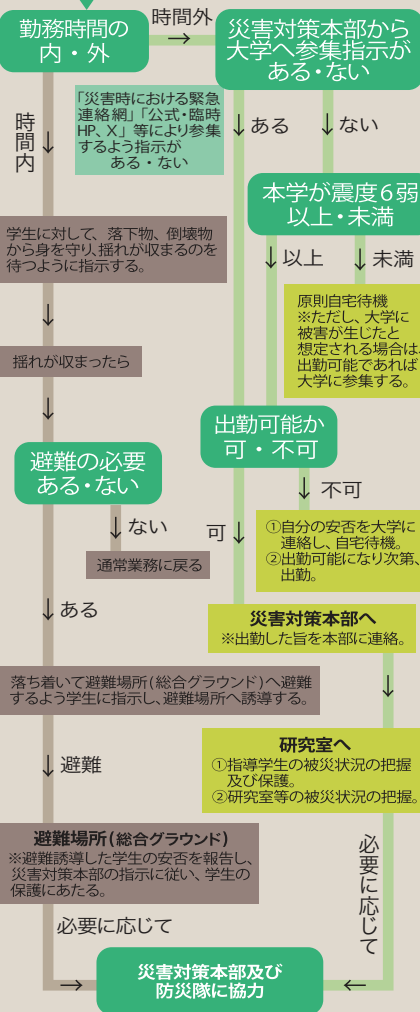 勤務時間の
内・外
時間外
→
災害対策本部から
大学へ参集指示が
ある・ない
時間内
↓
「災害時における緊急
連絡網」「公式・臨時
HP、X」 等により参集
するよう指示が
ある・ない
↓ある
↓ない
本学が震度6弱
以上・未満
↓以上
↓未満
学生に対して、落下物、倒壊物
から身を守り、揺れが収まるのを
待つように指示する。
原則自宅待機
※ただし、大学に
被害が生じたと
想定される場合は、
出勤可能であれば
大学に参集する。
↓
揺れが収まったら
↓
出勤可能か
可・不可
避難の必要
ある・ない
↓不可
↓ない
可↓
①自分の安否を大学に
連絡し、自宅待機。
②出勤可能になり次第、
出勤。
通常業務に戻る
↓ある
災害対策本部へ
※出勤した旨を本部に連絡。
落ち着いて避難場所(総合グラウンド)へ避難
するよう学生に指示し、避難場所へ誘導する。
↓
研究室へ
①指導学生の被災状況の把握
及び保護。
②研究室等の被災状況の把握。
↓避難
避難場所(総合グラウンド)
※避難誘導した学生の安否を報告し、
災害対策本部の指示に従い、学生の
保護にあたる。
必要に応じて
必要に応じて
→
災害対策本部及び
防災隊に協力
←